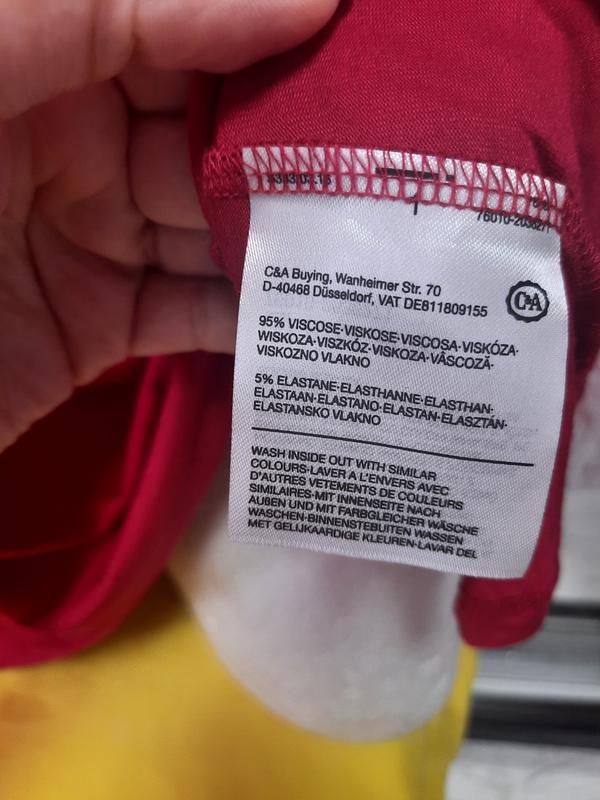 C&A Buying, Wanheimer Str. 70
D-40468 Düsseldorf, VAT DE811809155
C&A
95% VISCOSE·VISKOSE·VISCOSA·VISKÓZA·
WISKOZA·VISZKÓZ·VISKOZA·VÂSCOZĂ·
VISKOZNO VLAKNO
5% ELASTANE·ELASTHANNE·ELASTHAN·
ELASTAAN·ELASTANO·ELASTAN·ELASZTÁN·
ELASTANSKO VLAKNO
WASH INSIDE OUT WITH SIMILAR
COLOURS·LAVER A L'ENVERS AVEC
D'AUTRES VETEMENTS DE COULEURS
SIMILAIRES·MIT INNENSEITE NACH
AUßEN UND MIT FARBGLEICHER WÄSCHE
WASCHEN·BINNENSTEBUITEN WASSEN
MET GELIJKAARDIGE KLEUREN·LAVAR DEL